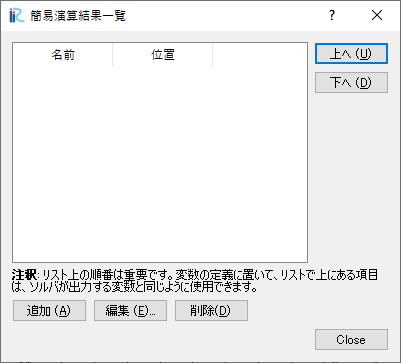 簡易演算結果一覧
名前 位置
上へ (U)
下へ (D)
注釈: リスト上の順番は重要です。変数の定義に置いて、リストで上にある項目
は、ソルバが出力する変数と同じように使用できます。
追加 (A) 編集 (E)... 削除(D)
Close